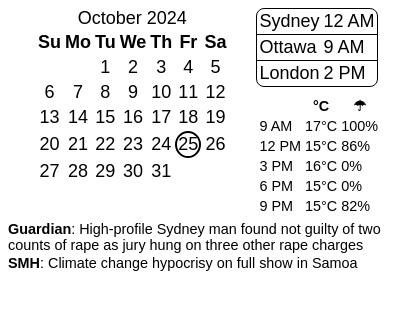 October 2024
Su Mo Tu We Th Fr Sa
1 2 3 4 5
6 7 8 9 10 11 12
13 14 15 16 17 18 19
20 21 22 23 24 25 26
27 28 29 30 31
Sydney 12 AM
Ottawa 9 AM
London 2 PM
°C ☂
9 AM 17°C 100%
12 PM 15°C 86%
3 PM 16°C 0%
6 PM 15°C 0%
9 PM 15°C 82%
Guardian: High-profile Sydney man found not guilty of two
counts of rape as jury hung on three other rape charges
SMH: Climate change hypocrisy on full show in Samoa